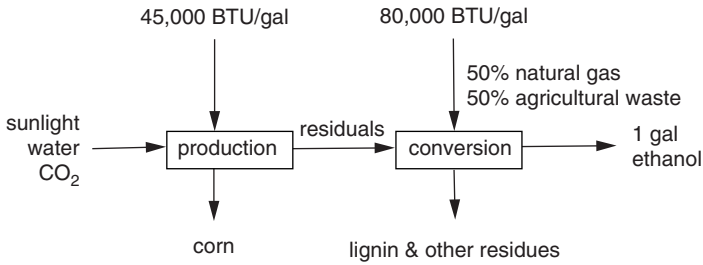 45,000 BTU/gal
80,000 BTU/gal
50% natural gas
50% agricultural waste
sunlight
water
CO₂
production
residuals
conversion
1 gal
ethanol
corn
lignin & other residues